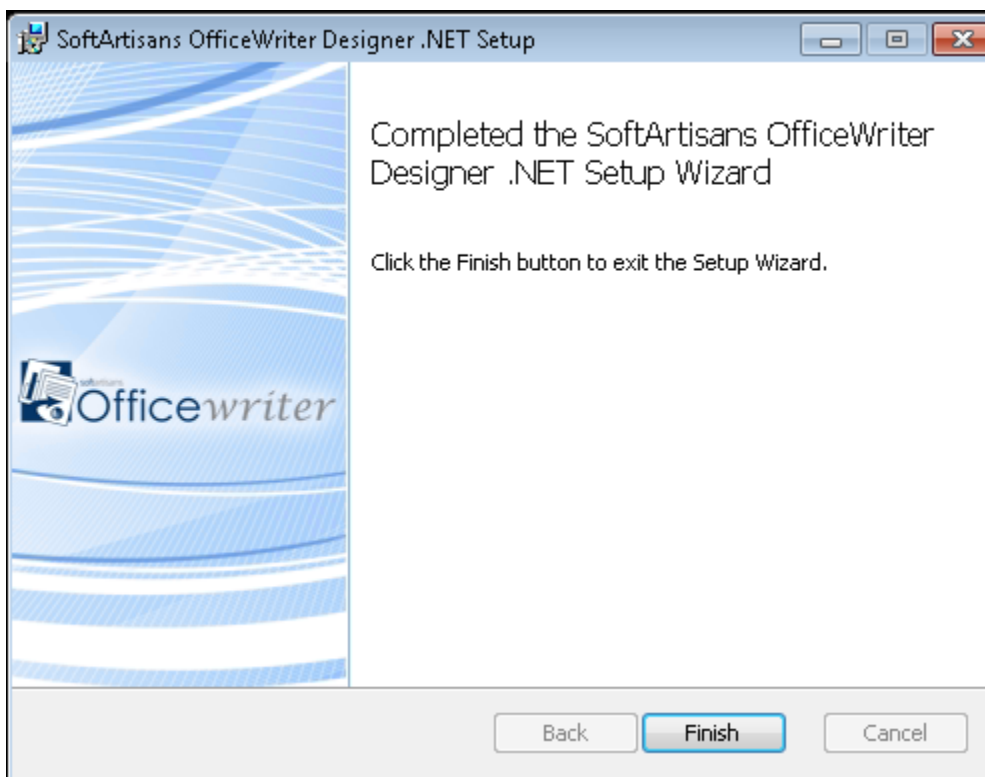 SoftArtisans OfficeWriter Designer .NET Setup
Completed the SoftArtisans OfficeWriter
Designer .NET Setup Wizard
Click the Finish button to exit the Setup Wizard.
softartisans
Officewriter
Back
Finish
Cancel